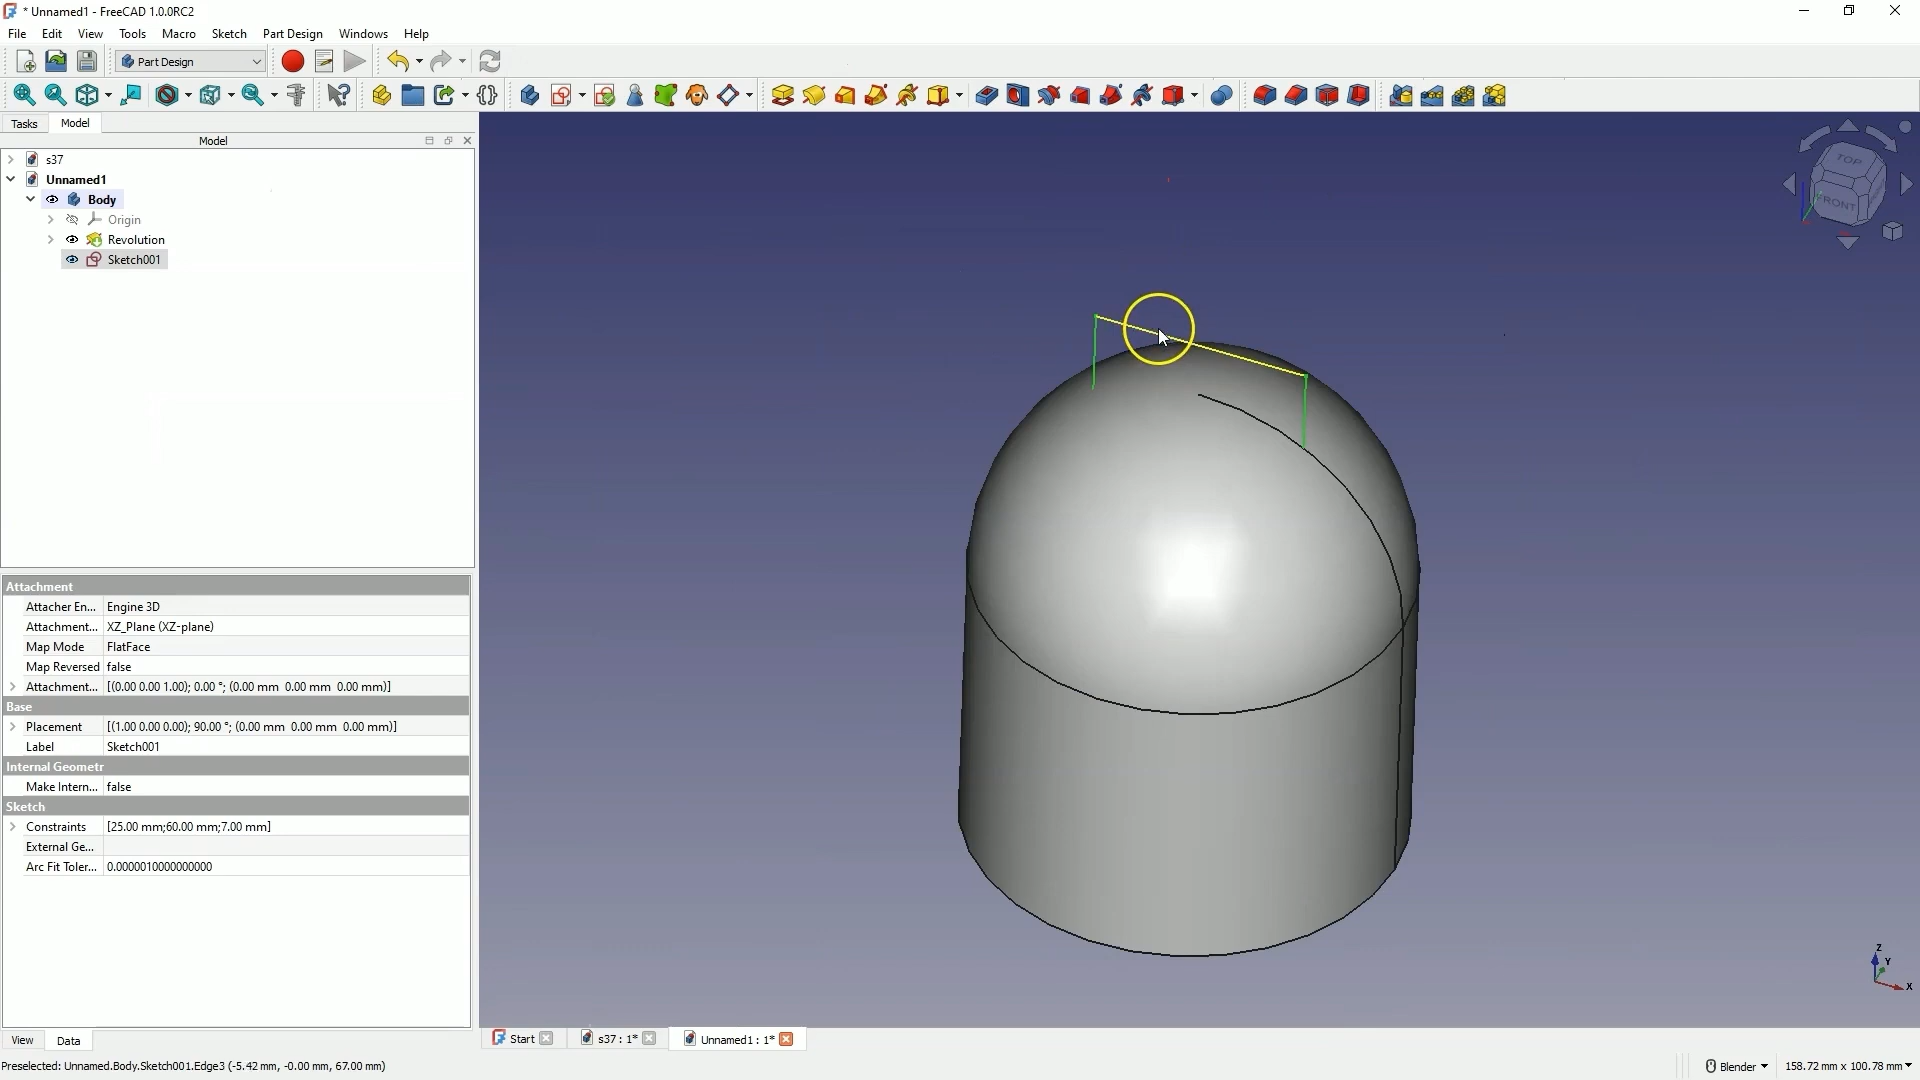 * Unnamed1 - FreeCAD 1.0.0RC2
File Edit View Tools Macro Sketch Part Design Windows Help
Part Design
Tasks Model
Model
s37
Unnamed1
Body
Origin
Revolution
Sketch001
TOP
FRONT
Attachment
Attacher En... Engine 3D
Attachment... XZ_Plane (XZ-plane)
Map Mode FlatFace
Map Reversed false
Attachment... [(0.00 0.00 1.00); 0.00 °; (0.00 mm 0.00 mm 0.00 mm)]
Base
Placement [(1.00 0.00 0.00); 90.00 °; (0.00 mm 0.00 mm 0.00 mm)]
Label Sketch001
Internal Geometr
Make Intern... false
Sketch
Constraints [25.00 mm;60.00 mm;7.00 mm]
External Ge...
Arc Fit Toler... 0.0000010000000000
Z
Y
X
View Data
Start s37 : 1* Unnamed1 : 1*
Preselected: Unnamed.Body.Sketch001.Edge3 (-5.42 mm, -0.00 mm, 67.00 mm)
Blender 158.72 mm x 100.78 mm